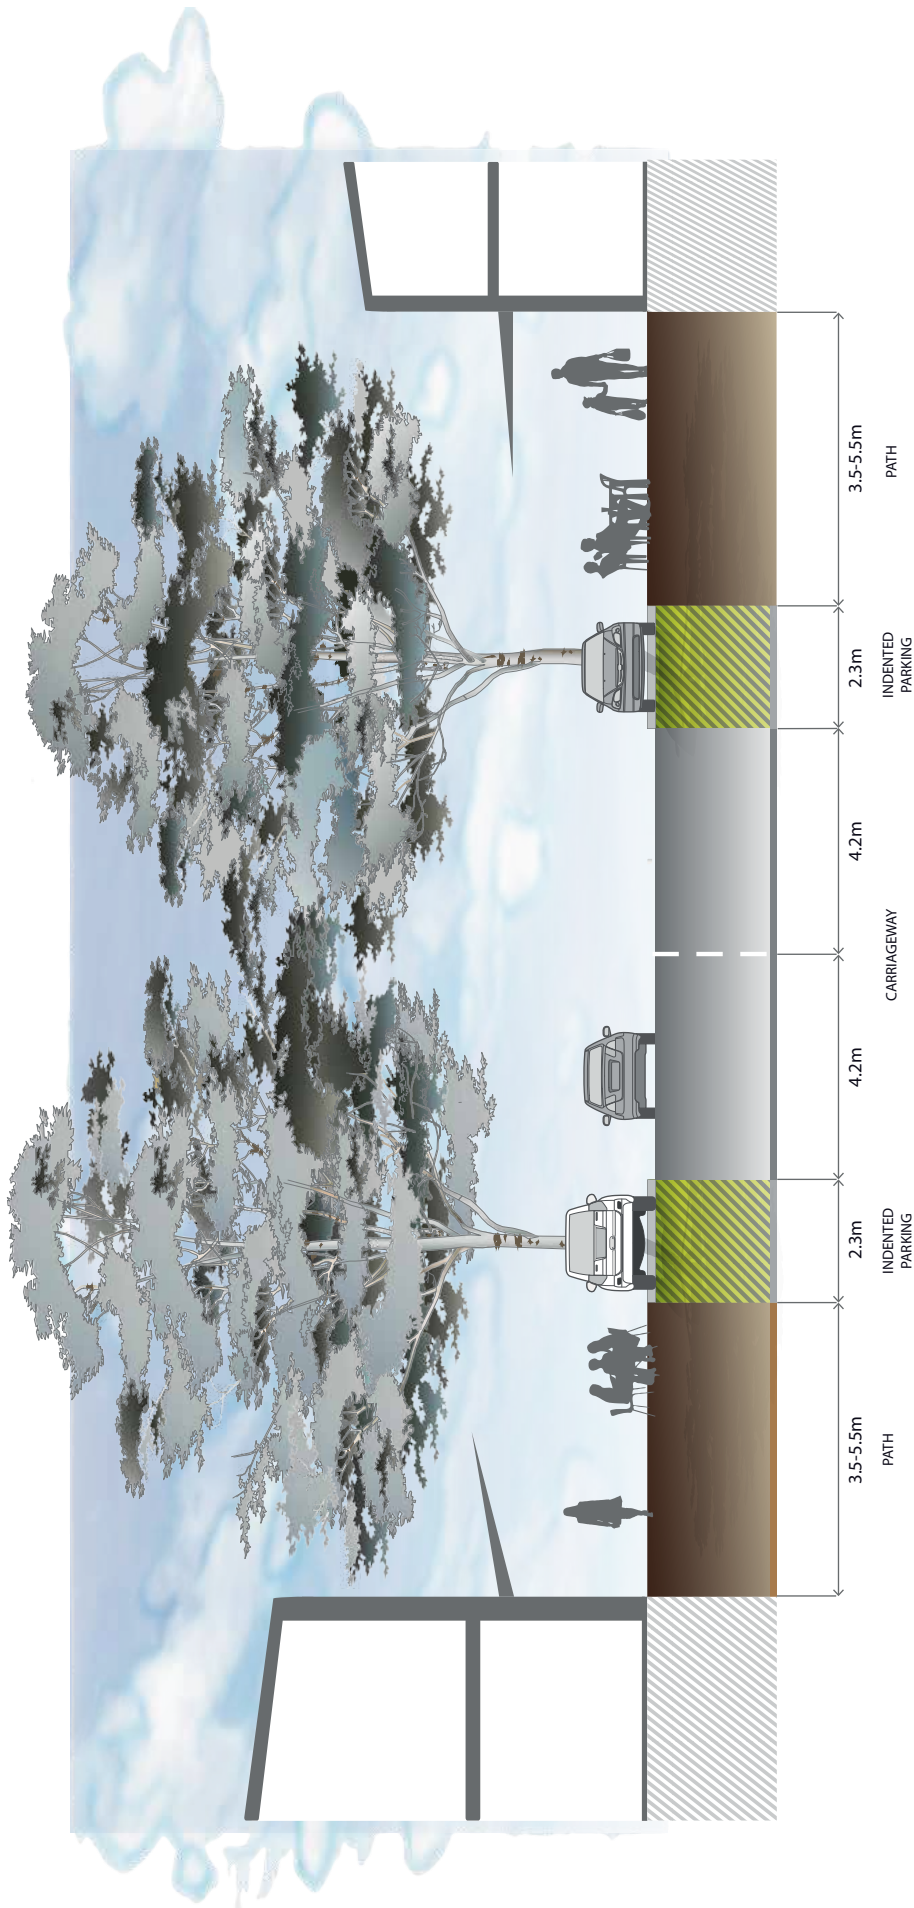 3.5-5.5m
2.3m
4.2m
4.2m
2.3m
3.5-5.5m
PATH
INDENTED
PARKING
CARRIAGEWAY
INDENTED
PARKING
PATH